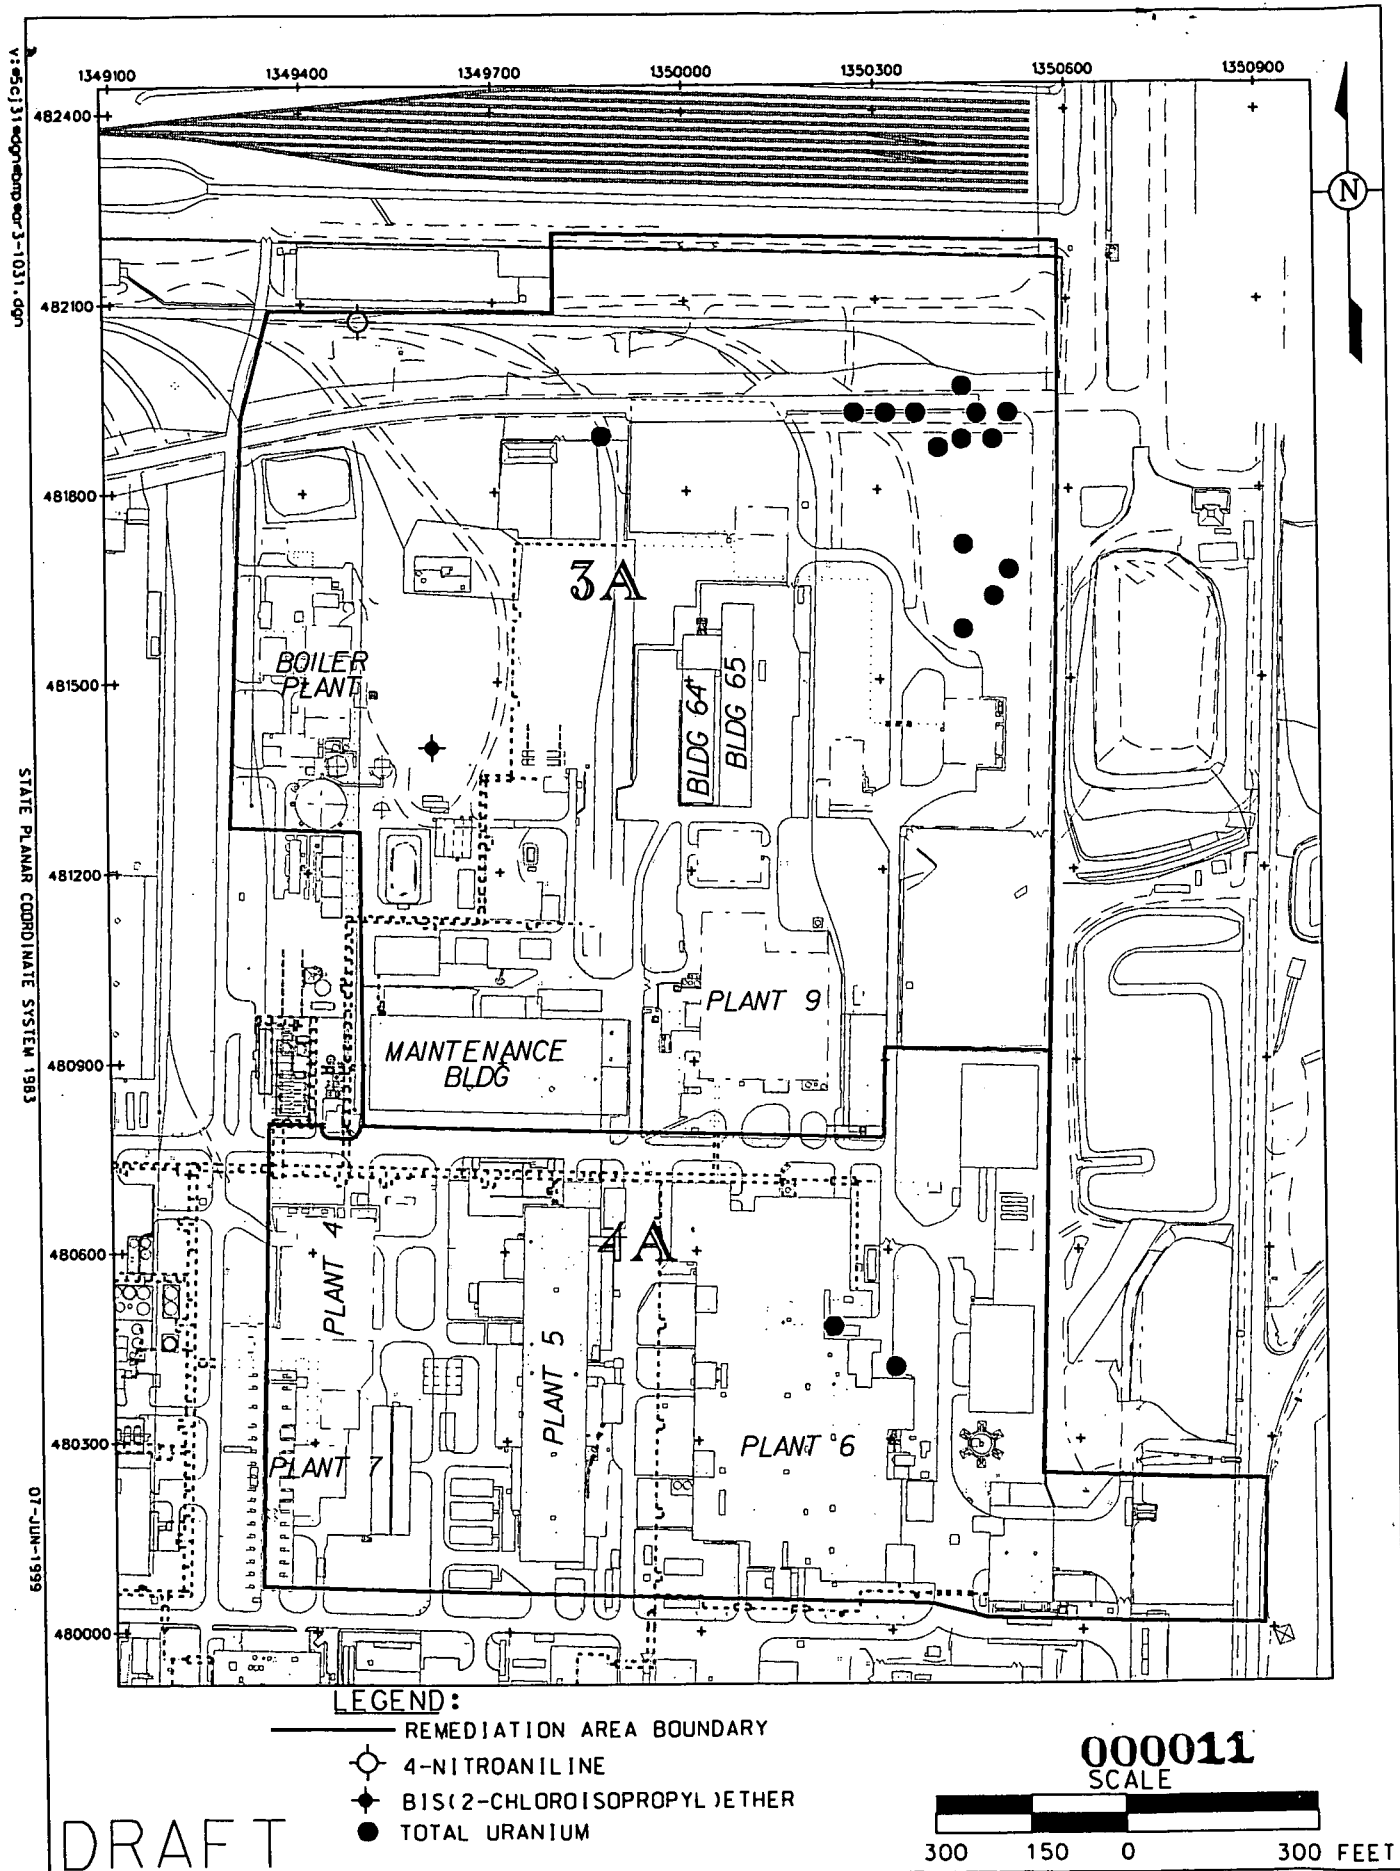 1349100 1349400 1349700 1350000 1350300 1350600 1350900
482400
N
482100
481800
3A
BOILER
PLANT
481500
BLDG 64
BLDG 65
481200
PLANT 9
MAINTENANCE
BLDG
480900
4A
480600
PLANT 4
PLANT 5
480300
PLANT 6
PLANT 7
480000
STATE PLANAR COORDINATE SYSTEM 1983
07-JUN-1999
LEGEND:
REMEDIATION AREA BOUNDARY
4-NITROANILINE
BIS(2-CHLOROISOPROPYL)ETHER
TOTAL URANIUM
DRAFT
000011
SCALE
300 150 0 300 FEET